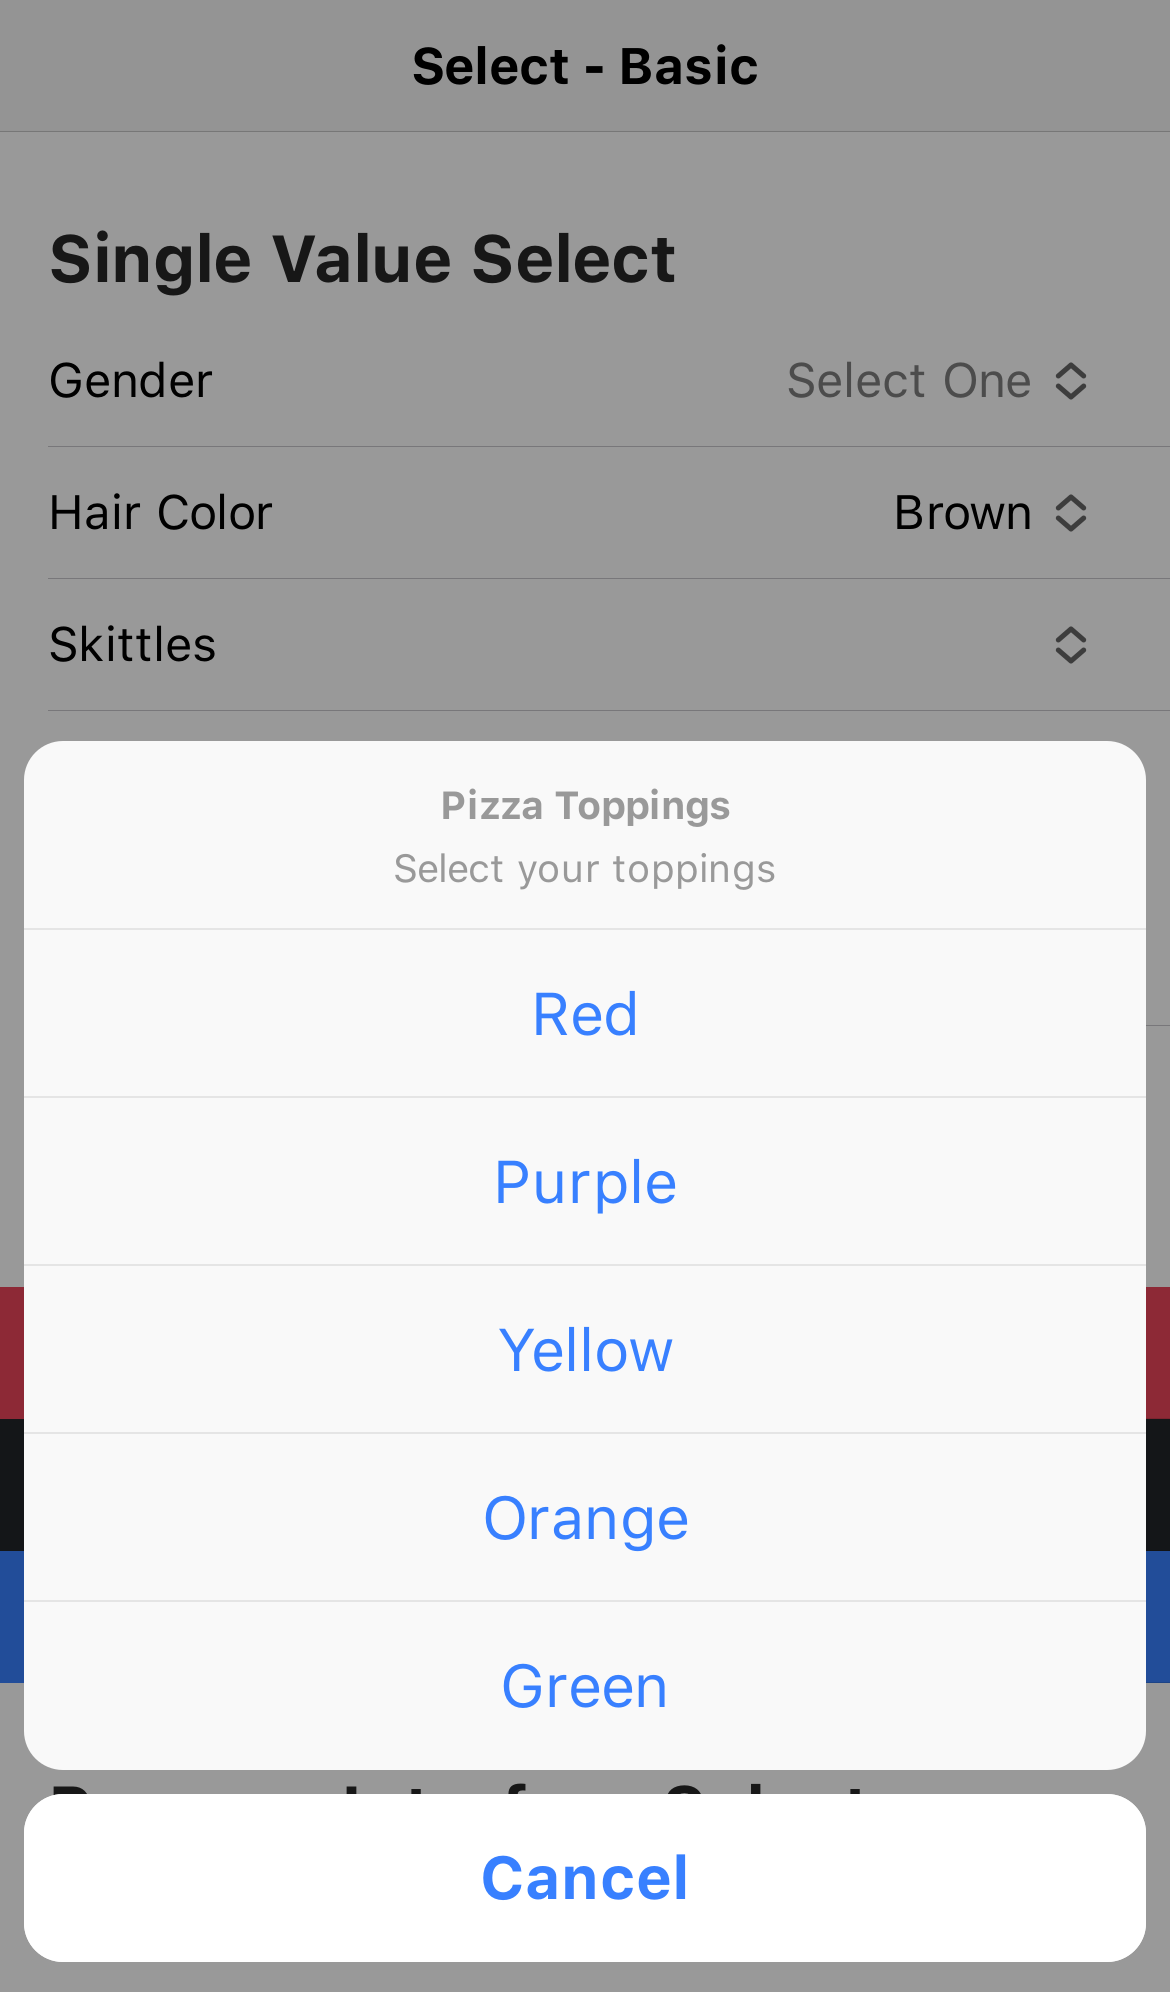 Select - Basic
Single Value Select
Gender Select One
Hair Color Brown
Skittles
Pizza Toppings
Select your toppings
Red
Purple
Yellow
Orange
Green
Cancel